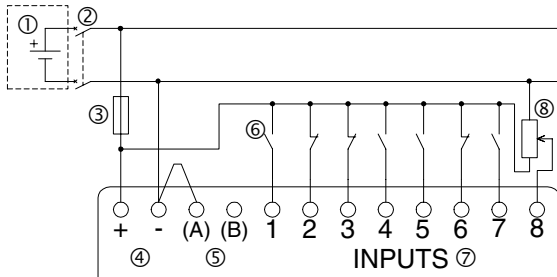 ① ②
+
③ ⑥ ⑧
+ - (A) (B) 1 2 3 4 5 6 7 8
④ ⑤ INPUTS ⑦